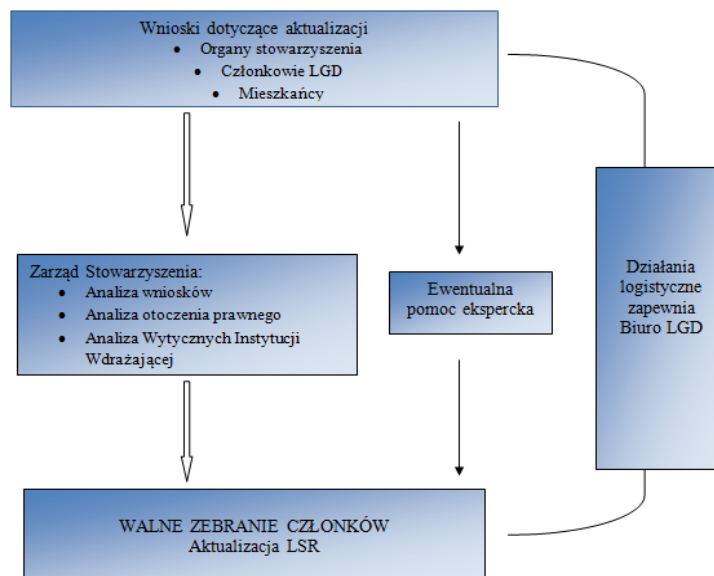 Wnioski dotyczące aktualizacji
• Organy stowarzyszenia
• Członkowie LGD
• Mieszkańcy
Zarząd Stowarzyszenia:
• Analiza wniosków
• Analiza otoczenia prawnego
• Analiza Wytycznych Instytucji
Wdrażającej
Ewentualna
pomoc ekspercka
Działania
logistyczne
zapewnia
Biuro LGD
WALNE ZEBRANIE CZŁONKÓW
Aktualizacja LSR